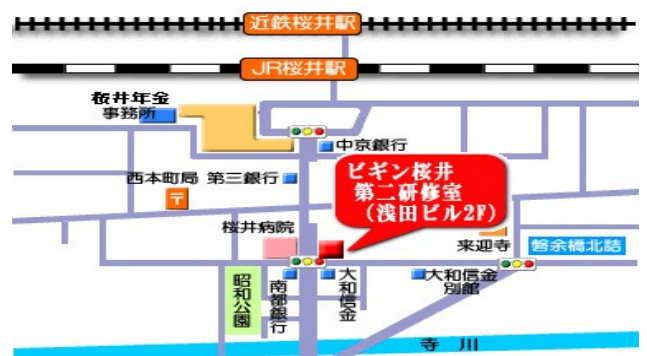 近鉄桜井駅
JR桜井駅
桜井年金
事務所
中京銀行
西本町局
第三銀行
〒
ビギン桜井
第二研修室
(浅田ビル2F)
桜井病院
来迎寺
磐余橋北詰
昭和公園
南都銀行
大和信金
大和信金
別館
寺川